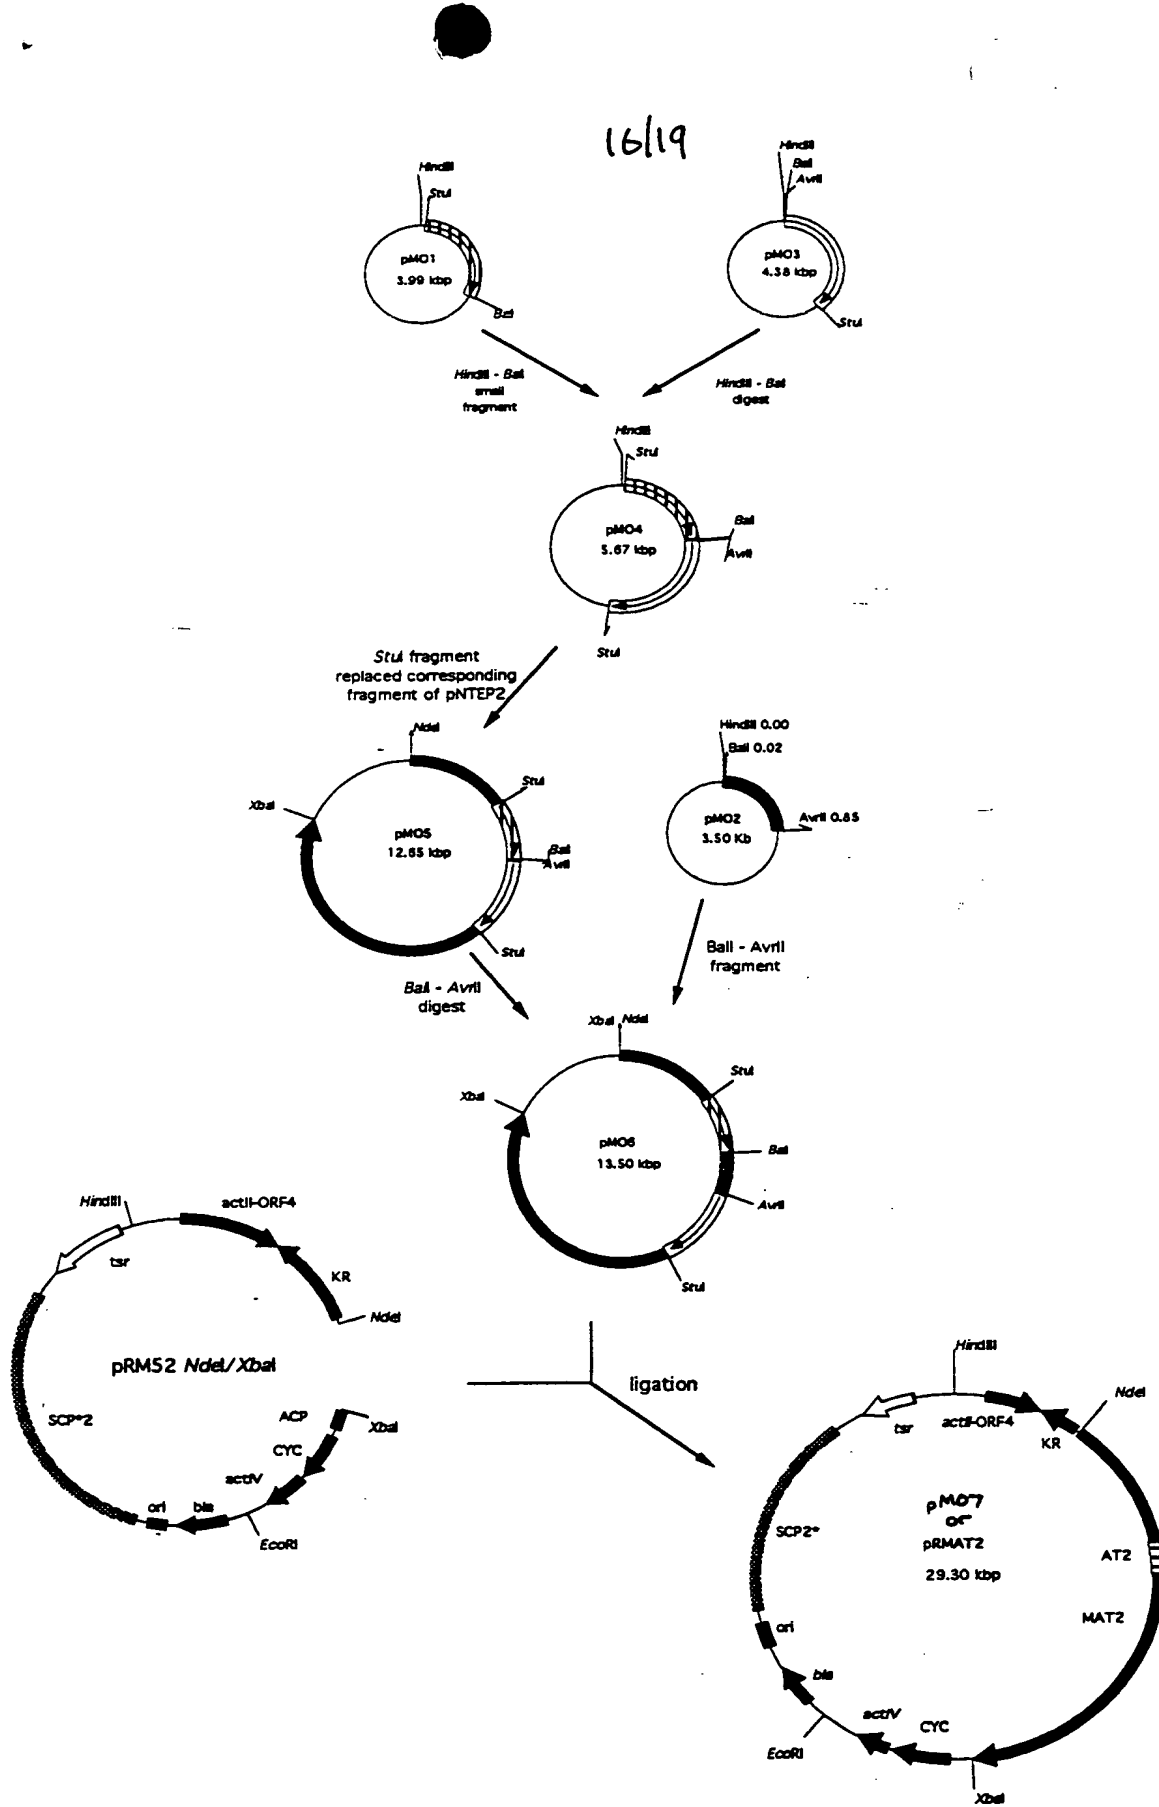 16/19
HindIII
StuI
pMO1
3.99 kbp
BalI
HindIII
BalI
AvrII
pMO3
4.38 kbp
StuI
HindIII - BalI
small
fragment
HindIII - BalI
digest
HindIII
StuI
pMO4
5.67 kbp
BalI
AvrII
StuI
StuI fragment
replaced corresponding
fragment of pNTEP2
NdeI
StuI
XbaI
pMO5
12.65 kbp
BalI
AvrII
StuI
HindIII 0.00
BalI 0.02
pMO2
3.50 Kb
AvrII 0.85
BalI - AvrII
digest
BalI - AvrII
fragment
XbaI NdeI
StuI
XbaI
pMO6
13.50 kbp
BalI
AvrII
StuI
HindIII
actII-ORF4
tsr
KR
NdeI
pRM52 NdeI/XbaI
SCP*2
ACP
XbaI
CYC
actIV
ori
bla
EcoRI
ligation
HindIII
NdeI
tsr
actII-ORF4
KR
pMO7
or
pRMAT2
29.30 kbp
SCP2*
AT2
MAT2
ori
bla
actIV
CYC
EcoRI
XbaI